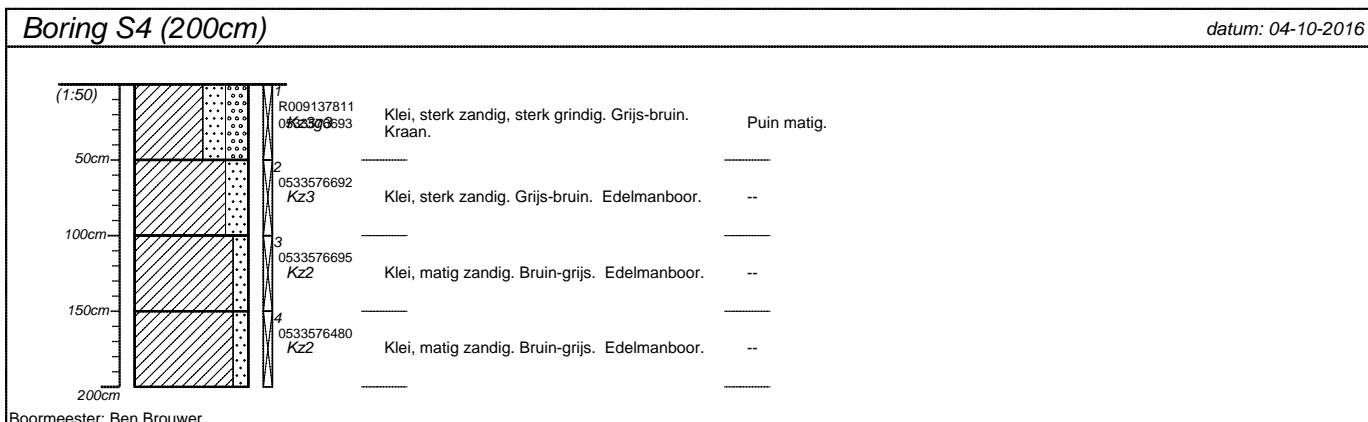 Boring S4 (200cm)
datum: 04-10-2016
(1:50)
1
R009137811
Kz3g3
Klei, sterk zandig, sterk grindig. Grijs-bruin.
Kraan.
Puin matig.
50cm
2
0533576692
Kz3
Klei, sterk zandig. Grijs-bruin. Edelmanboor.
--
100cm
3
0533576695
Kz2
Klei, matig zandig. Bruin-grijs. Edelmanboor.
--
150cm
4
0533576480
Kz2
Klei, matig zandig. Bruin-grijs. Edelmanboor.
--
200cm
Boormeester: Ben Brouwer